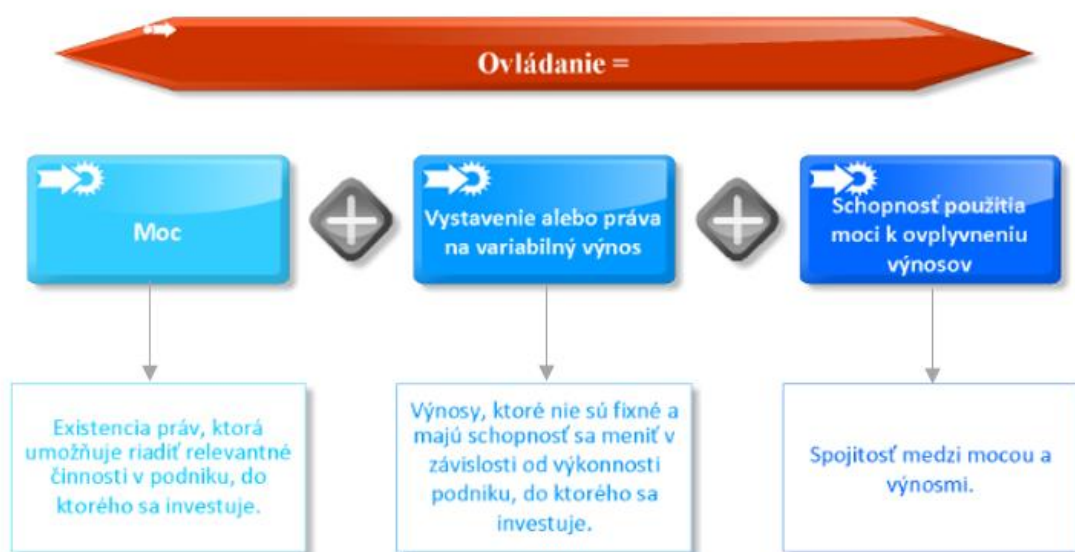 Ovládanie =
Moc
Vystavenie alebo práva
na variabilný výnos
Schopnosť použitia
moci k ovplyvneniu
výnosov
Existencia práv, ktorá
umožňuje riadiť relevantné
činnosti v podniku, do
ktorého sa investuje.
Výnosy, ktoré nie sú fixné a
majú schopnosť sa meniť v
závislosti od výkonnosti
podniku, do ktorého sa
investuje.
Spojitosť medzi mocou a
výnosmi.